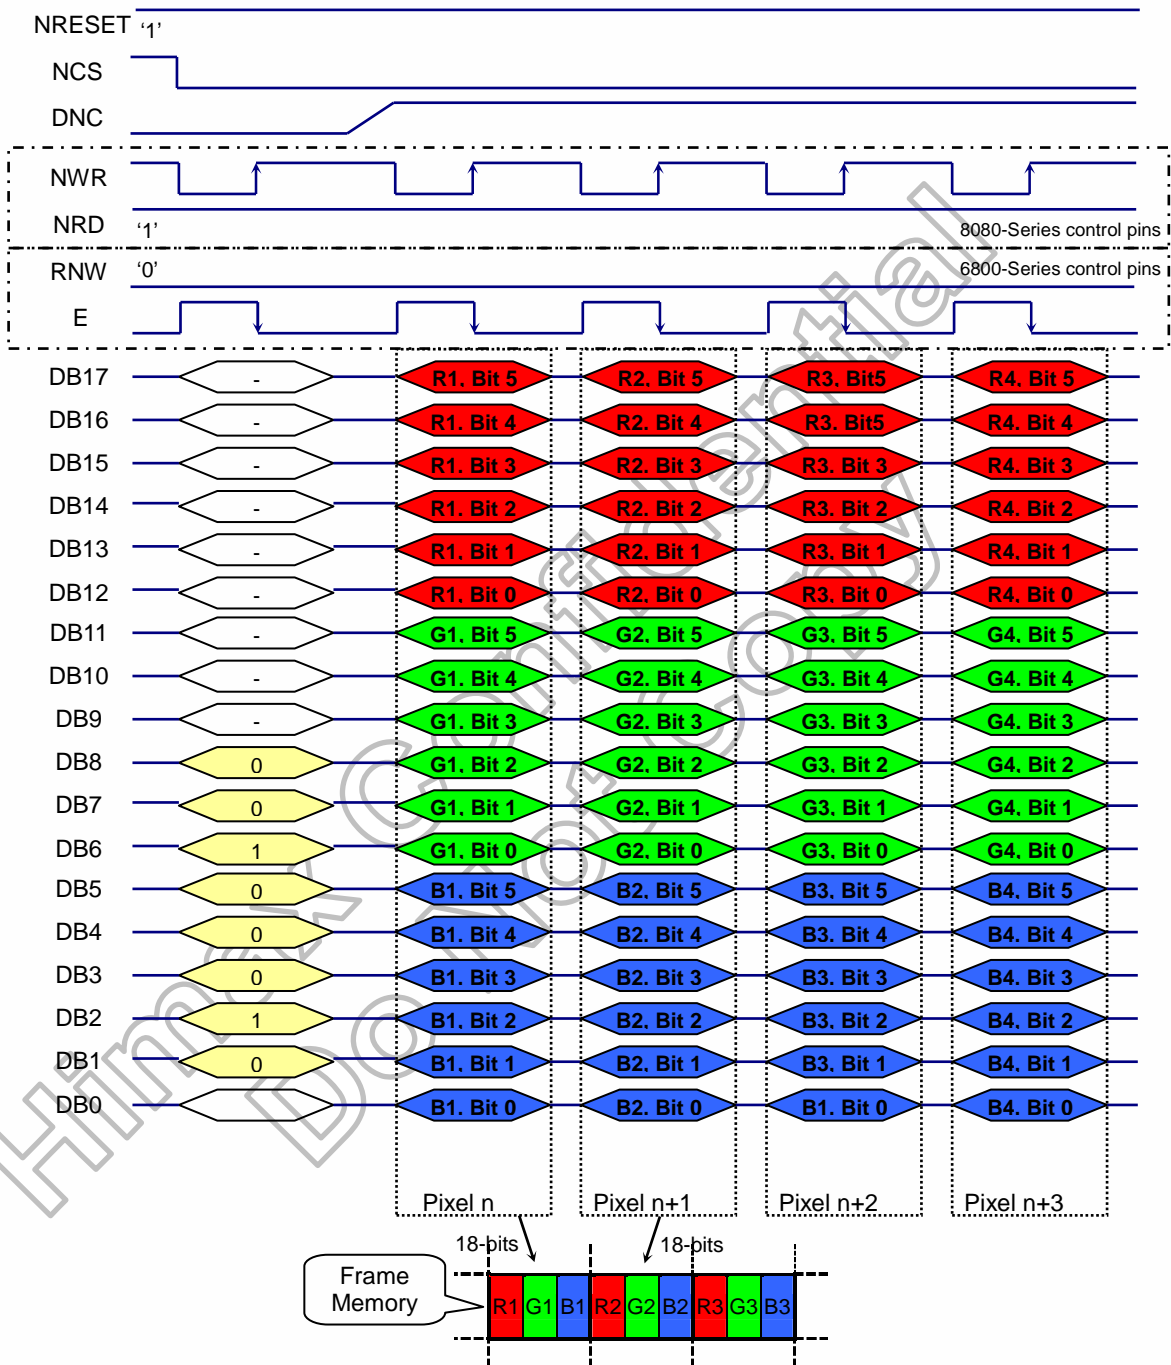 NRESET '1'
NCS
DNC
NWR
NRD '1' 8080-Series control pins
RNW '0' 6800-Series control pins
E
DB17 - R1, Bit 5 R2, Bit 5 R3, Bit5 R4, Bit 5
DB16 - R1, Bit 4 R2, Bit 4 R3, Bit5 R4, Bit 4
DB15 - R1, Bit 3 R2, Bit 3 R3, Bit 3 R4, Bit 3
DB14 - R1, Bit 2 R2, Bit 2 R3, Bit 2 R4, Bit 2
DB13 - R1, Bit 1 R2, Bit 1 R3, Bit 1 R4, Bit 1
DB12 - R1, Bit 0 R2, Bit 0 R3, Bit 0 R4, Bit 0
DB11 - G1, Bit 5 G2, Bit 5 G3, Bit 5 G4, Bit 5
DB10 - G1, Bit 4 G2, Bit 4 G3, Bit 4 G4, Bit 4
DB9 - G1, Bit 3 G2, Bit 3 G3, Bit 3 G4, Bit 3
DB8 0 G1, Bit 2 G2, Bit 2 G3, Bit 2 G4, Bit 2
DB7 0 G1, Bit 1 G2, Bit 1 G3, Bit 1 G4, Bit 1
DB6 1 G1, Bit 0 G2, Bit 0 G3, Bit 0 G4, Bit 0
DB5 0 B1, Bit 5 B2, Bit 5 B3, Bit 5 B4, Bit 5
DB4 0 B1, Bit 4 B2, Bit 4 B3, Bit 4 B4, Bit 4
DB3 0 B1, Bit 3 B2, Bit 3 B3, Bit 3 B4, Bit 3
DB2 1 B1, Bit 2 B2, Bit 2 B3, Bit 2 B4, Bit 2
DB1 0 B1, Bit 1 B2, Bit 1 B3, Bit 1 B4, Bit 1
DB0 B1, Bit 0 B2, Bit 0 B1, Bit 0 B4, Bit 0
Pixel n Pixel n+1 Pixel n+2 Pixel n+3
18-bits 18-bits
Frame
Memory
R1 G1 B1 R2 G2 B2 R3 G3 B3
Himax Confidential
Do Not Copy